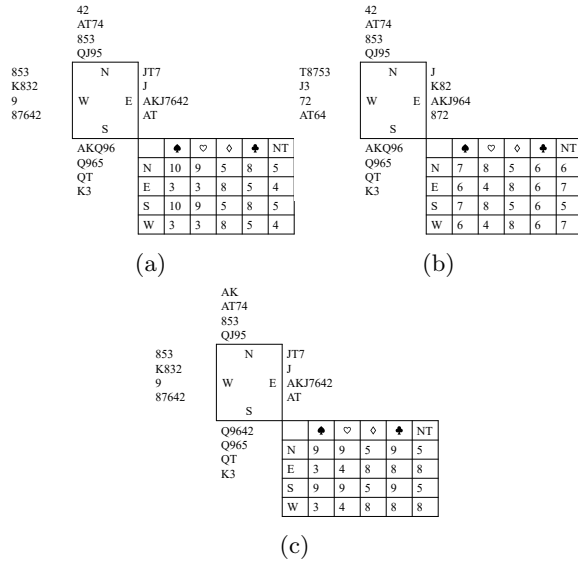 42
AT74
853
QJ95
853 N JT7
K832 J
9 W E AKJ7642
87642 AT
S
AKQ96 ♠ ♡ ◊ ♣ NT
Q965 N 10 9 5 8 5
QT E 3 3 8 5 4
K3 S 10 9 5 8 5
W 3 3 8 5 4
(a)
42
AT74
853
QJ95
T8753 N J
J3 K82
72 W E AKJ964
AT64 872
S
AKQ96 ♠ ♡ ◊ ♣ NT
Q965 N 7 8 5 6 6
QT E 6 4 8 6 7
K3 S 7 8 5 6 5
W 6 4 8 6 7
(b)
AK
AT74
853
QJ95
853 N JT7
K832 J
9 W E AKJ7642
87642 AT
S
Q9642 ♠ ♡ ◊ ♣ NT
Q965 N 9 9 5 9 5
QT E 3 4 8 8 8
K3 S 9 9 5 9 5
W 3 4 8 8 8
(c)